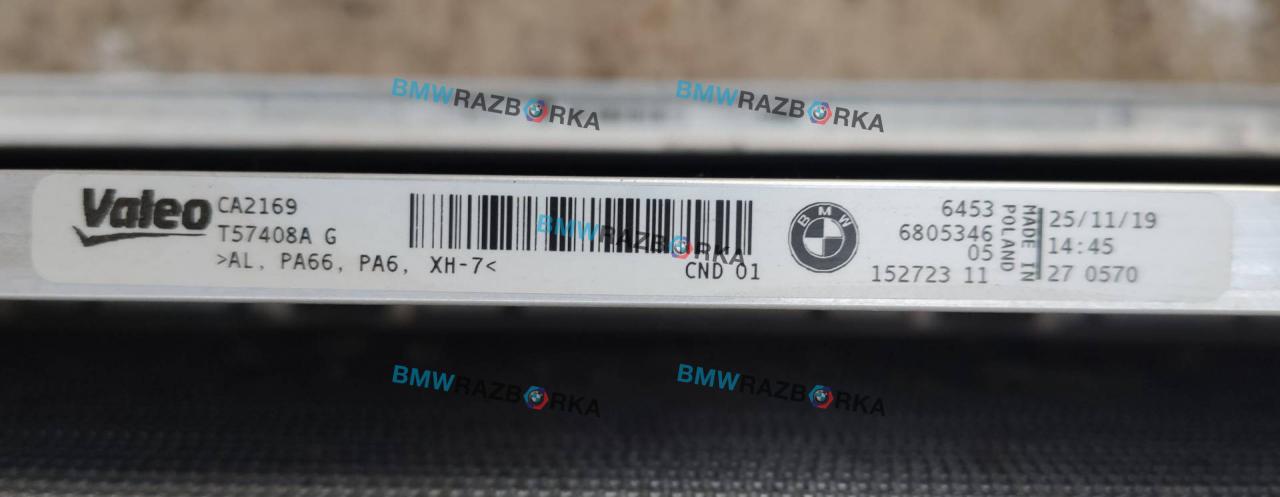 BMWRAZBORKA
BMWRAZBORKA
Valeo
CA2169
T57408A G
>AL, PA66, PA6, XH-7<
BMWRAZBORKA
CND 01
BMW
6453
6805346
05
152723 11
MADE IN
POLAND
25/11/19
14:45
27 0570
BMWRAZBORKA
BMWRAZBORKA